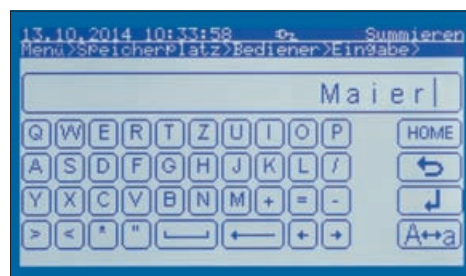 13.10.2014 10:33:58 Summieren
Menü>Speicherplatz>Bediener>Eingabe>
Maier
Q W E R T Z U I O P HOME
A S D F G H J K L /
Y X C V B N M + = -
> < * " A↔a